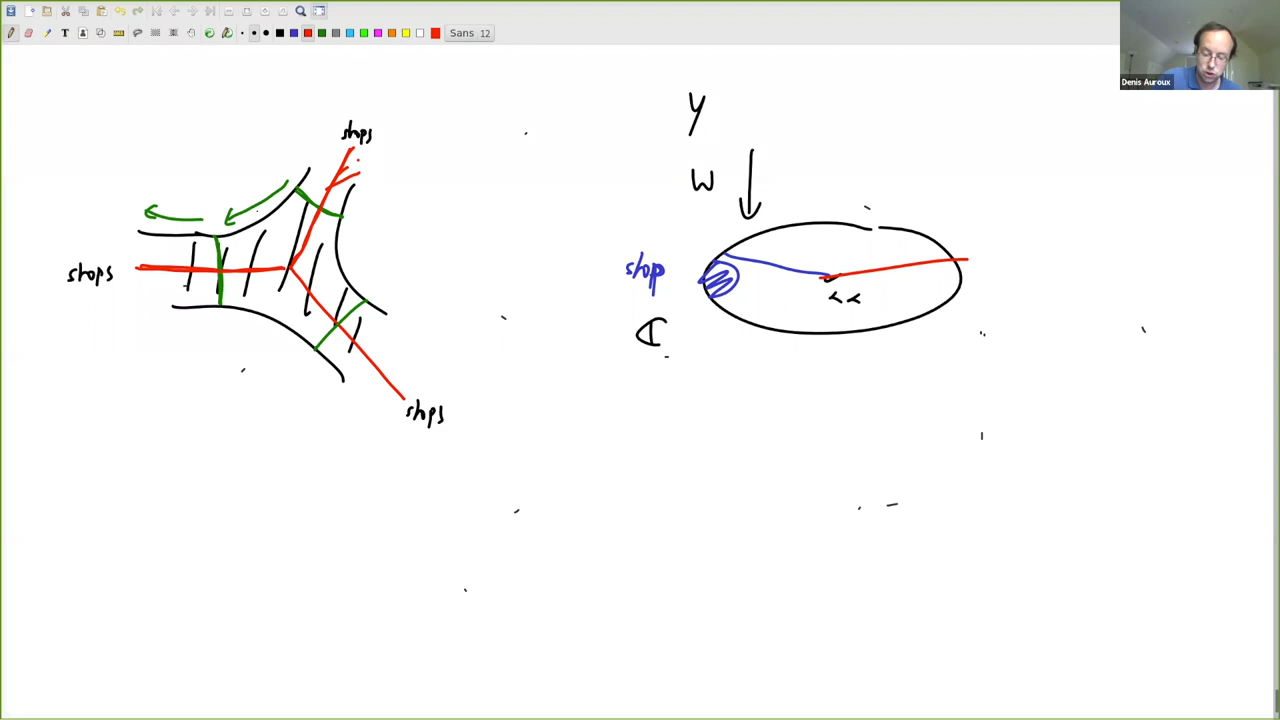 Sans 12
Denis Auroux
stops
stops
stops
Y
W
stop
ℂ